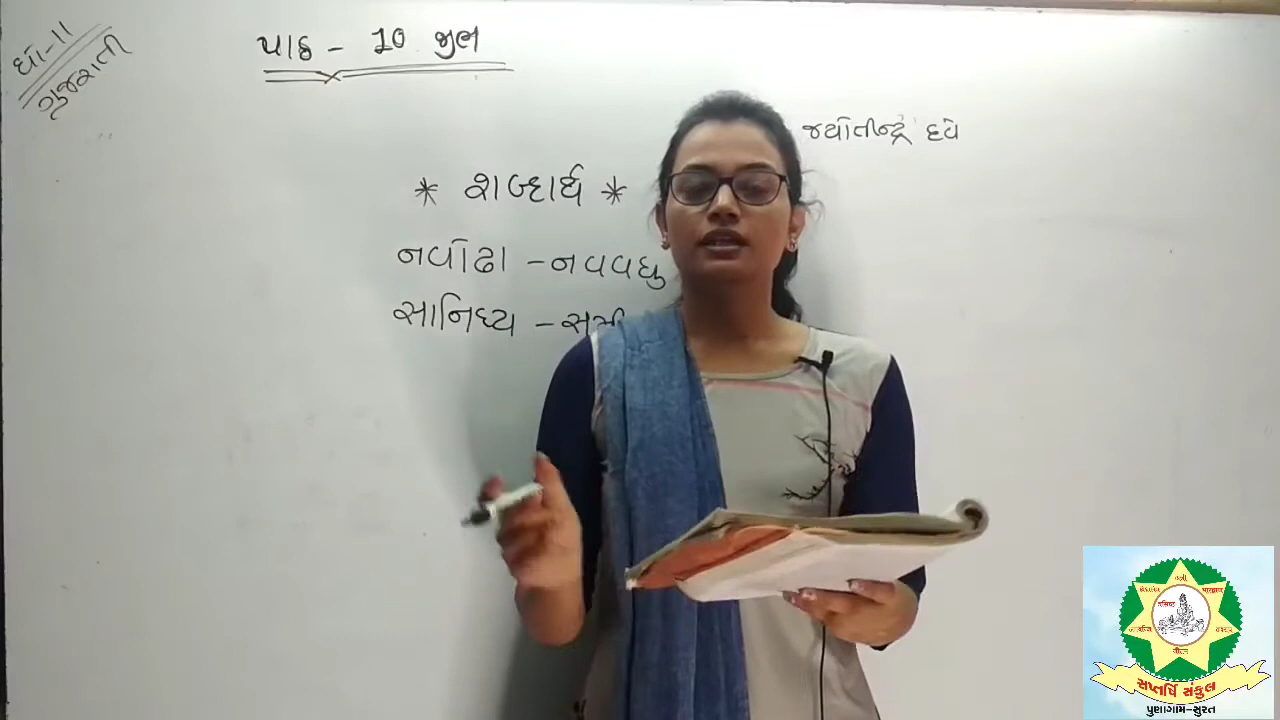 ધો-11
ગુજરાતી
પાઠ - 10 જીભ
જ્યોતીન્દ્ર દવે
* શબ્દાર્થ *
નવોઢા - નવવધુ
સાનિધ્ય -
સપ્તર્ષિ સંકુલ
પુણાગામ-સુરત